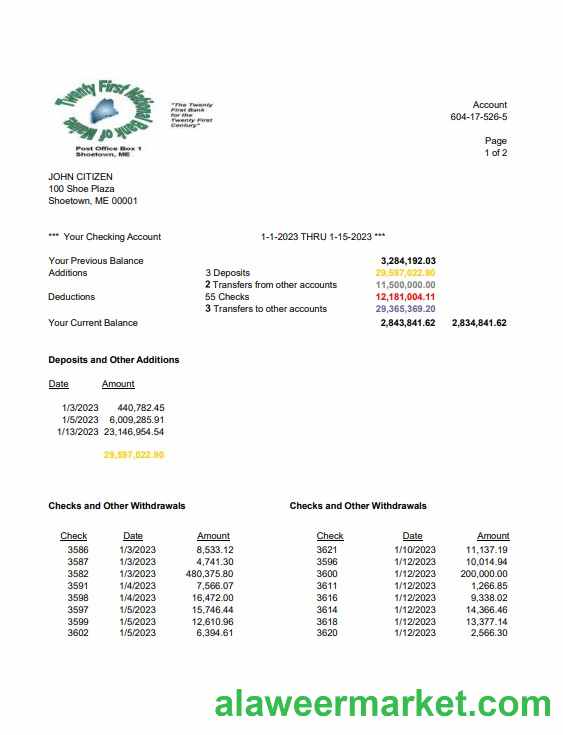 Twenty First National Bank of Maine
"The Twenty
First Bank
for the
Twenty First
Century"
Post Office Box 1
Shoetown, ME
Account
604-17-526-5
Page
1 of 2
JOHN CITIZEN
100 Shoe Plaza
Shoetown, ME 00001
*** Your Checking Account 1-1-2023 THRU 1-15-2023 ***
Your Previous Balance 3,284,192.03
Additions 3 Deposits 29,597,022.90
2 Transfers from other accounts 11,500,000.00
Deductions 55 Checks 12,181,004.11
3 Transfers to other accounts 29,365,369.20
Your Current Balance 2,843,841.62 2,834,841.62
Deposits and Other Additions
Date Amount
1/3/2023 440,782.45
1/5/2023 6,009,285.91
1/13/2023 23,146,954.54
29,597,022.90
Checks and Other Withdrawals Checks and Other Withdrawals
Check Date Amount Check Date Amount
3586 1/3/2023 8,533.12 3621 1/10/2023 11,137.19
3587 1/3/2023 4,741.30 3596 1/12/2023 10,014.94
3582 1/3/2023 480,375.80 3600 1/12/2023 200,000.00
3591 1/4/2023 7,566.07 3611 1/12/2023 1,266.85
3598 1/4/2023 16,472.00 3616 1/12/2023 9,338.02
3597 1/5/2023 15,746.44 3614 1/12/2023 14,366.46
3599 1/5/2023 12,610.96 3618 1/12/2023 13,377.14
3602 1/5/2023 6,394.61 3620 1/12/2023 2,566.30
alaweermarket.com